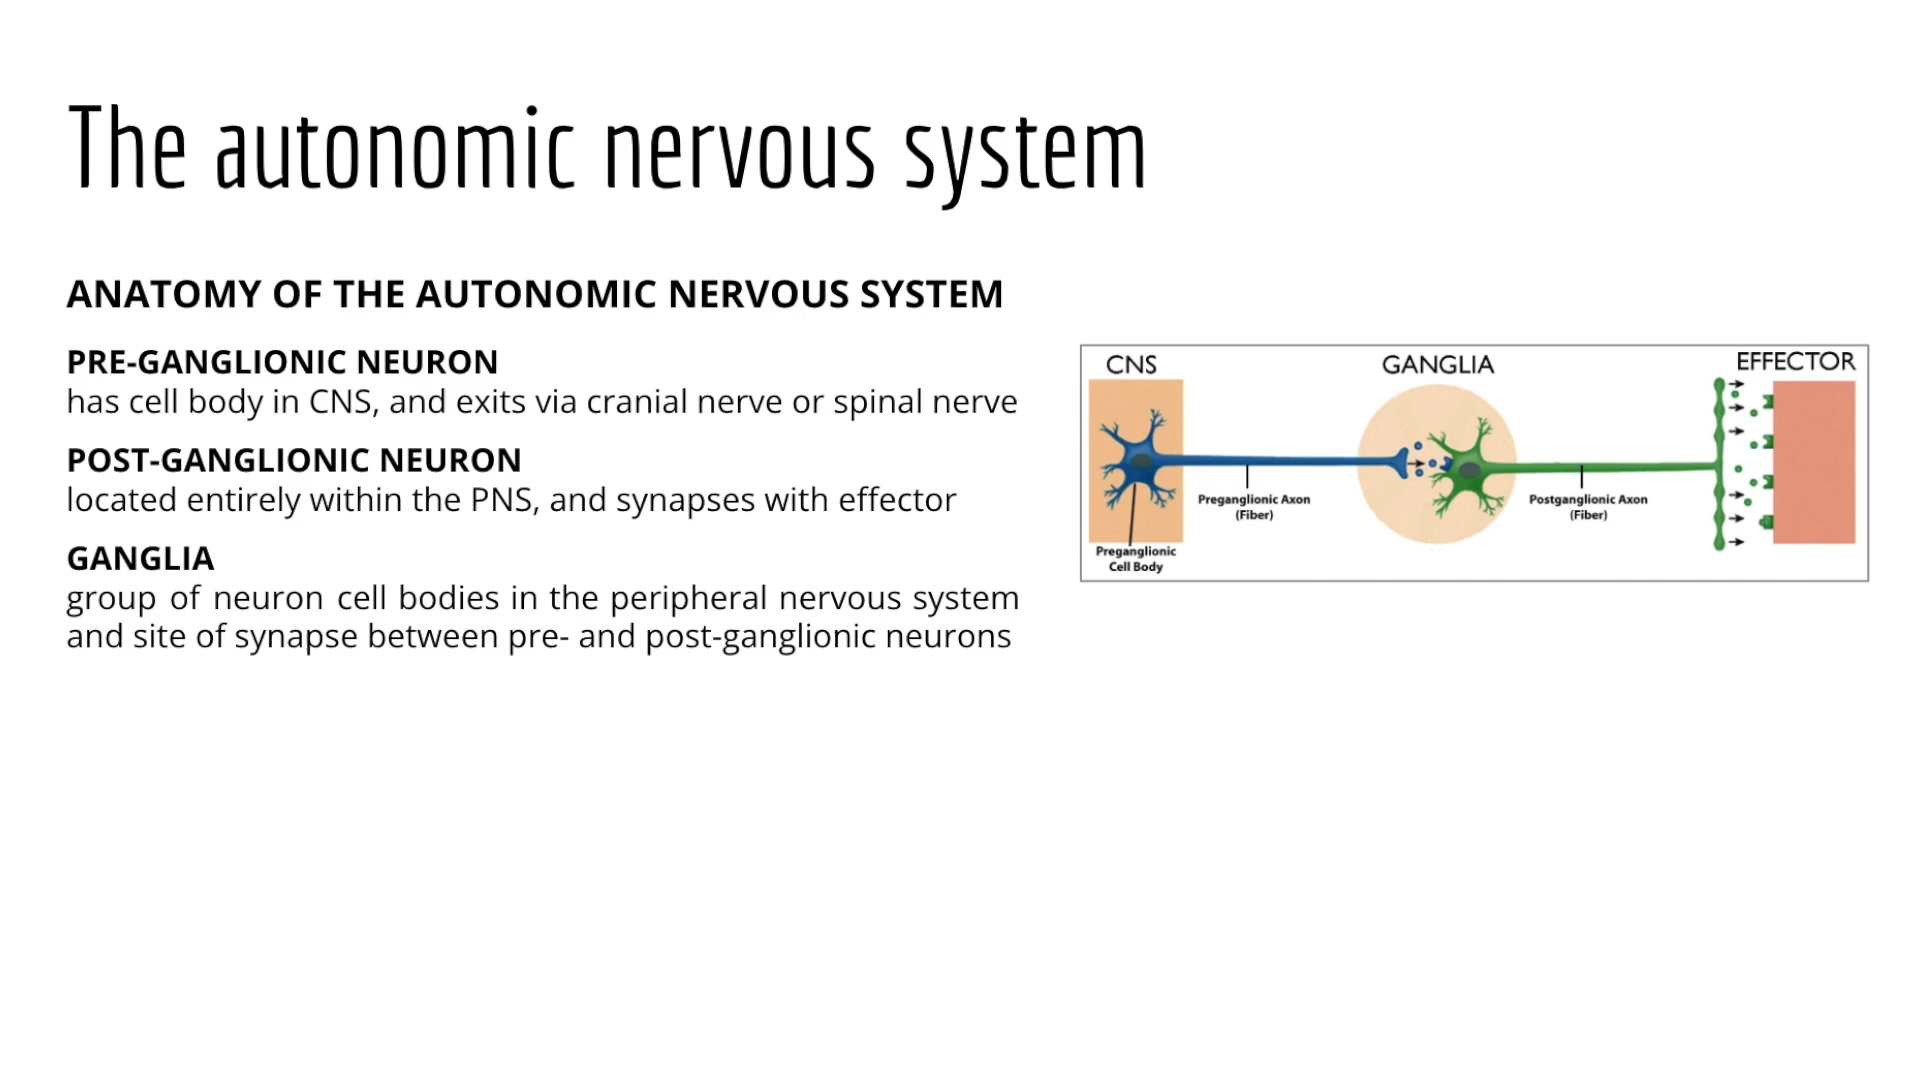 The autonomic nervous system
ANATOMY OF THE AUTONOMIC NERVOUS SYSTEM
PRE-GANGLIONIC NEURON
has cell body in CNS, and exits via cranial nerve or spinal nerve
POST-GANGLIONIC NEURON
located entirely within the PNS, and synapses with effector
GANGLIA
group of neuron cell bodies in the peripheral nervous system
and site of synapse between pre- and post-ganglionic neurons
CNS
GANGLIA
EFFECTOR
Preganglionic Axon
(Fiber)
Postganglionic Axon
(Fiber)
Preganglionic
Cell Body